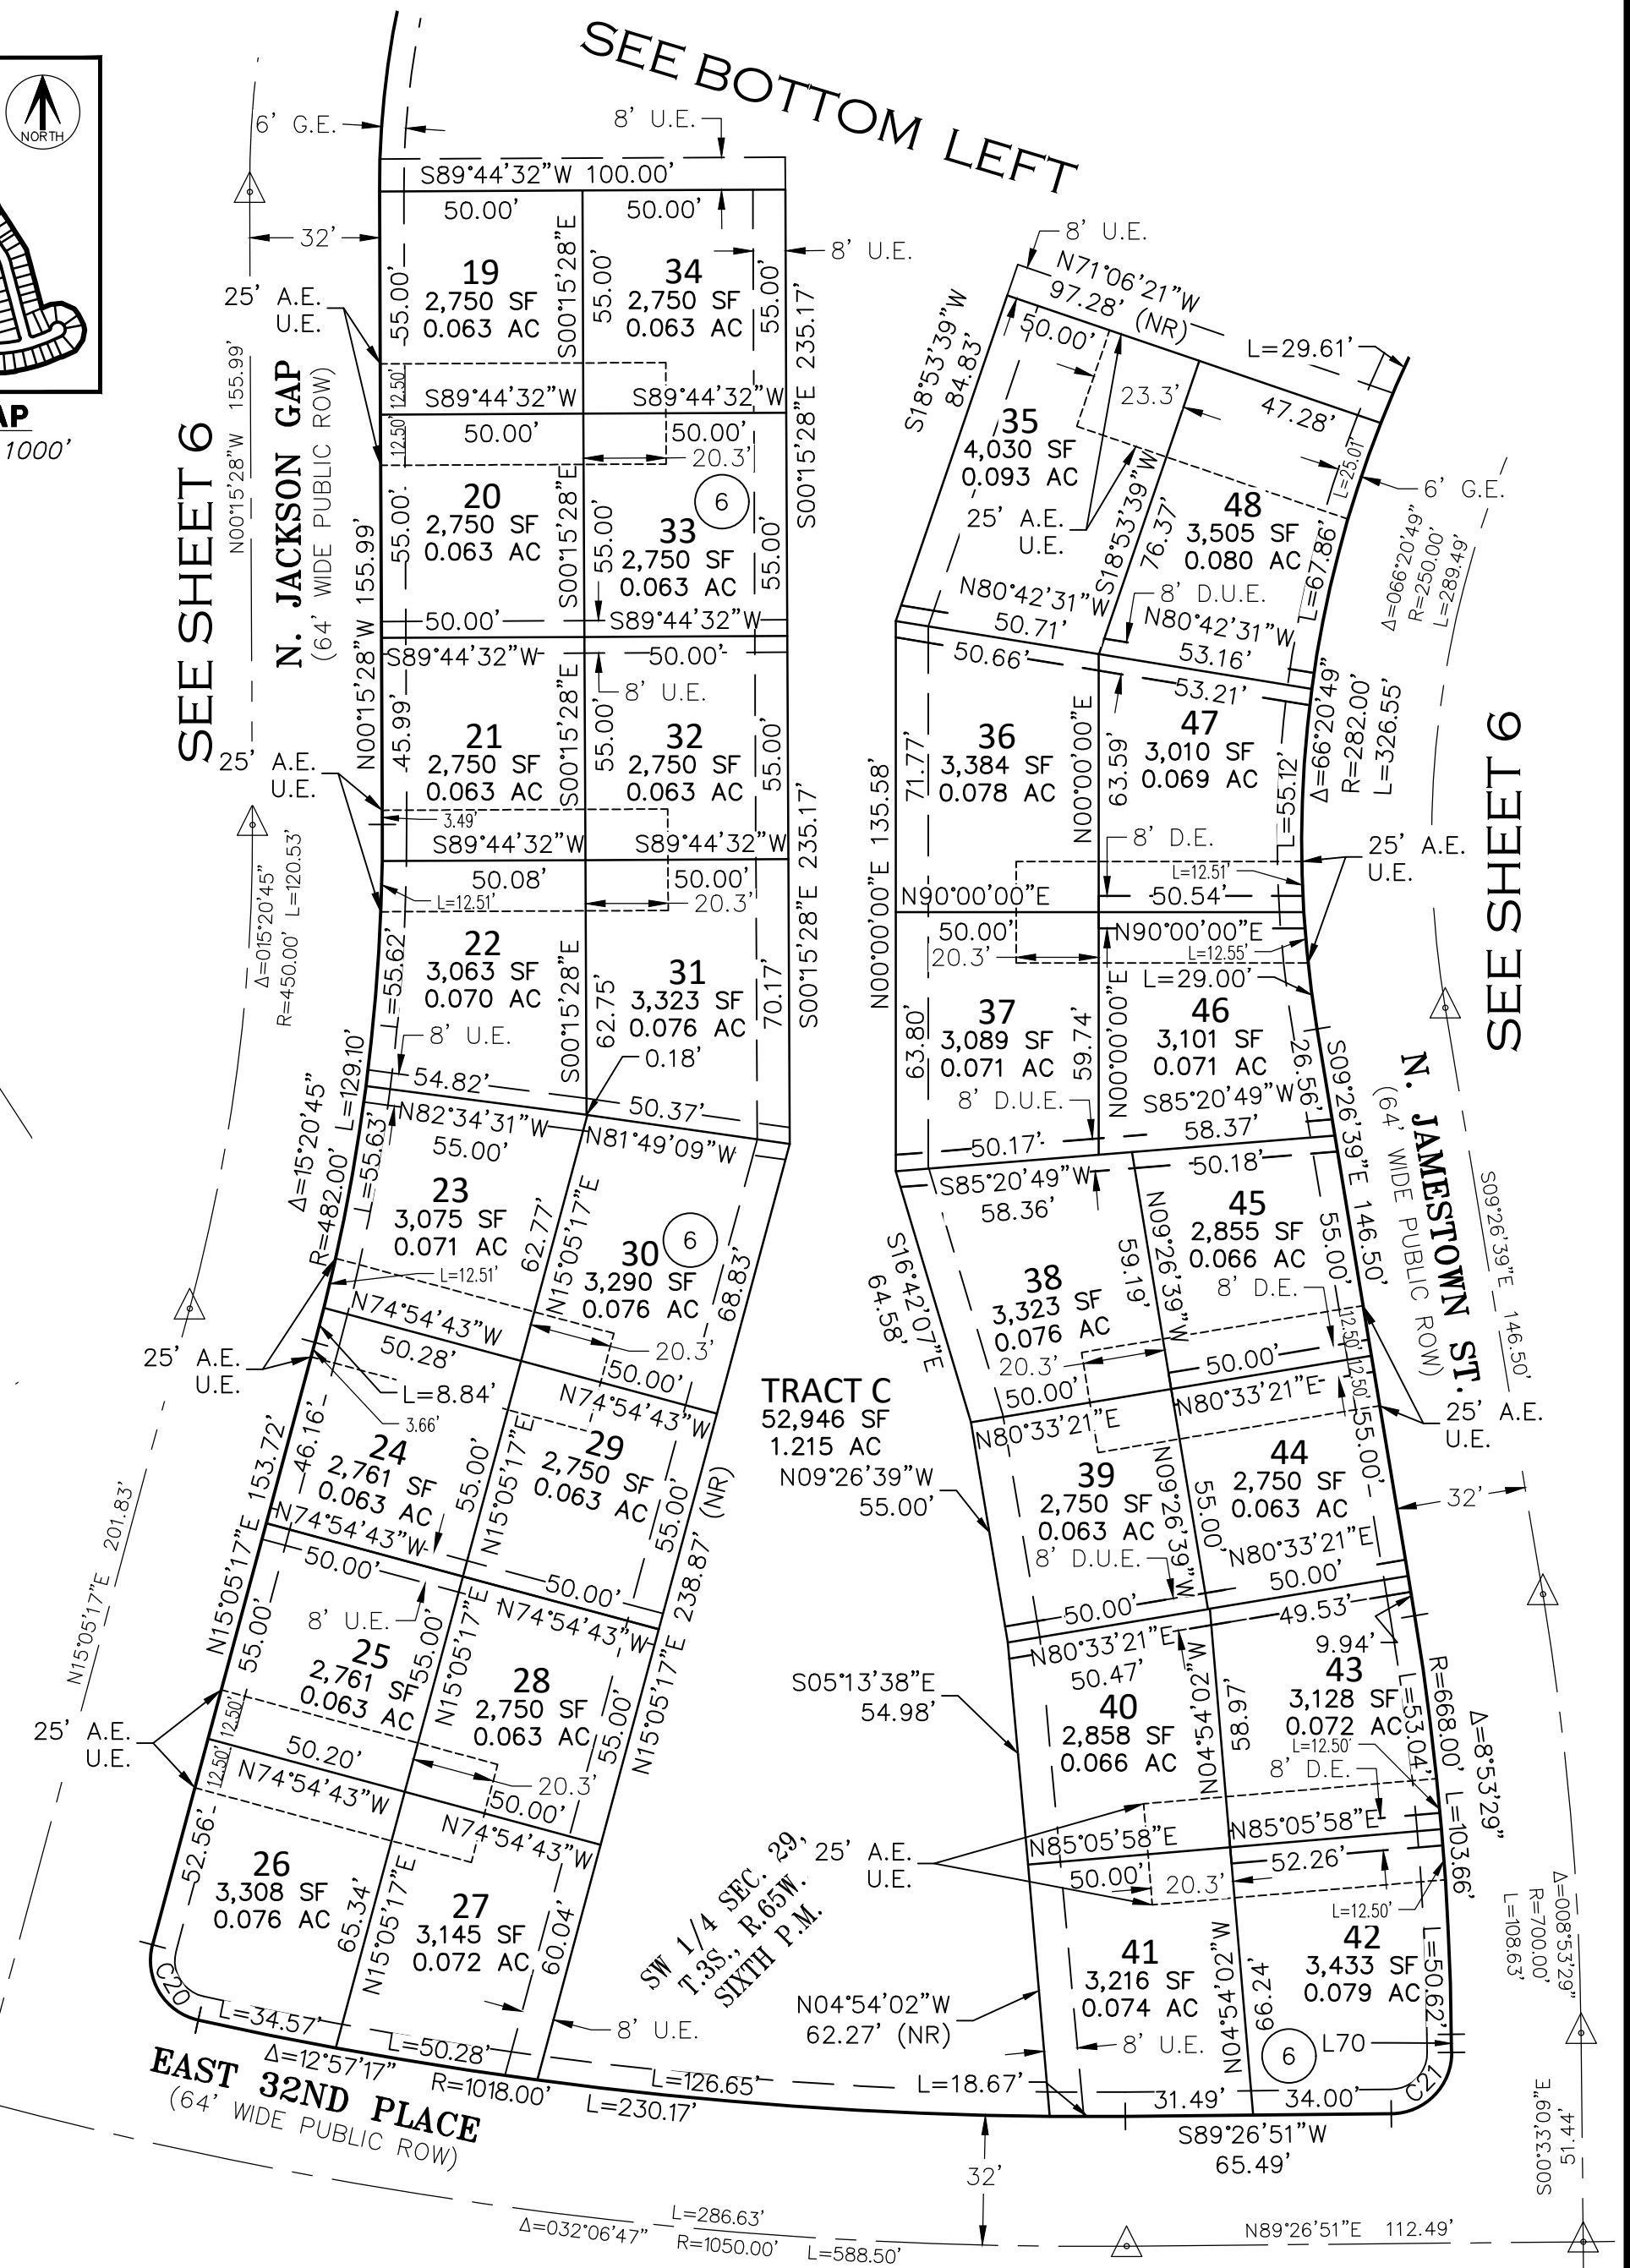 SEE BOTTOM LEFT
NORTH
AP
1000'
6' G.E.
8' U.E.
S89°44'32"W 100.00'
50.00'
50.00'
32'
8' U.E.
55.00'
19
2,750 SF
0.063 AC
S00°15'28"E
55.00'
34
2,750 SF
0.063 AC
55.00'
S00°15'28"E 235.17'
25' A.E.
U.E.
12.50'
12.50'
S89°44'32"W
S89°44'32"W
50.00'
50.00'
20.3'
SEE SHEET 6
N00°15'28"W 155.99'
N. JACKSON GAP
(64' WIDE PUBLIC ROW)
N00°15'28"W 155.99'
55.00'
20
2,750 SF
0.063 AC
S00°15'28"E
55.00'
6
33
2,750 SF
0.063 AC
55.00'
50.00'
S89°44'32"W
S89°44'32"W
50.00'
8' U.E.
45.99'
21
2,750 SF
0.063 AC
S00°15'28"E
55.00'
32
2,750 SF
0.063 AC
55.00'
S00°15'28"E 235.17'
25' A.E.
U.E.
3.49'
S89°44'32"W
S89°44'32"W
50.08'
50.00'
L=12.51'
20.3'
Δ=015°20'45"
R=450.00' L=120.53'
L=55.62'
22
3,063 SF
0.070 AC
S00°15'28"E
62.75'
31
3,323 SF
0.076 AC
70.17'
8' U.E.
0.18'
54.82'
50.37'
N82°34'31"W
55.00'
N81°49'09"W
Δ=15°20'45"
R=482.00' L=129.10'
L=55.63'
23
3,075 SF
0.071 AC
62.77'
N15°05'17"E
30
3,290 SF
0.076 AC
6
68.83'
L=12.51'
N74°54'43"W
50.28'
20.3'
50.00'
N74°54'43"W
25' A.E.
U.E.
L=8.84'
3.66'
46.16'
24
2,761 SF
0.063 AC
55.00'
N15°05'17"E
29
2,750 SF
0.063 AC
55.00'
N15°05'17"E 153.72'
N15°05'17"E 201.83'
N74°54'43"W
50.00'
50.00'
N74°54'43"W
N15°05'17"E 238.87' (NR)
8' U.E.
55.00'
25
2,761 SF
0.063 AC
55.00'
N15°05'17"E
28
2,750 SF
0.063 AC
55.00'
25' A.E.
U.E.
12.50'
12.50'
50.20'
N74°54'43"W
20.3'
50.00'
N74°54'43"W
52.56'
26
3,308 SF
0.076 AC
65.34'
N15°05'17"E
27
3,145 SF
0.072 AC
60.04'
C20
L=34.57'
L=50.28'
8' U.E.
Δ=12°57'17"
R=1018.00'
L=126.65'
L=230.17'
EAST 32ND PLACE
(64' WIDE PUBLIC ROW)
8' U.E.
N71°06'21"W
97.28' (NR)
L=29.61'
50.00'
47.28'
S18°53'39"W
84.83'
23.3'
35
4,030 SF
0.093 AC
25' A.E.
U.E.
S18°53'39"W
76.37'
L=25.01'
48
3,505 SF
0.080 AC
6' G.E.
L=67.86'
Δ=066°20'49"
R=250.00'
L=289.49'
N80°42'31"W
50.71'
8' D.U.E.
N80°42'31"W
53.16'
50.66'
53.21'
N00°00'00"E 135.58'
71.77'
36
3,384 SF
0.078 AC
N00°00'00"E
63.59'
47
3,010 SF
0.069 AC
L=55.12'
Δ=66°20'49"
R=282.00'
L=326.55'
SEE SHEET 6
8' D.E.
L=12.51'
25' A.E.
U.E.
N90°00'00"E
50.54'
50.00'
N90°00'00"E
20.3'
L=12.55'
L=29.00'
63.80'
37
3,089 SF
0.071 AC
59.74'
N00°00'00"E
46
3,101 SF
0.071 AC
26.56'
8' D.U.E.
S85°20'49"W
58.37'
S09°26'39"E 146.50'
N. JAMESTOWN ST.
(64' WIDE PUBLIC ROW)
S09°26'39"E 146.50'
50.17'
S85°20'49"W
58.36'
50.18'
S16°42'07"E
64.58'
38
3,323 SF
0.076 AC
59.19'
N09°26'39"W
45
2,855 SF
0.066 AC
55.00'
8' D.E.
12.50'
12.50'
20.3'
50.00'
50.00'
N80°33'21"E
N80°33'21"E
25' A.E.
U.E.
TRACT C
52,946 SF
1.215 AC
N09°26'39"W
55.00'
39
2,750 SF
0.063 AC
N09°26'39"W
55.00'
44
2,750 SF
0.063 AC
55.00'
32'
8' D.U.E.
N80°33'21"E
50.00'
50.00'
49.53'
N80°33'21"E
50.47'
9.94'
S05°13'38"E
54.98'
40
2,858 SF
0.066 AC
N04°54'02"W
58.97'
43
3,128 SF
0.072 AC
L=12.50'
L=53.04'
8' D.E.
R=668.00' L=103.66'
Δ=8°53'29"
25' A.E.
U.E.
N85°05'58"E
N85°05'58"E
50.00'
20.3'
52.26'
L=12.50'
SW 1/4 SEC. 29,
T.3S., R.65W.
SIXTH P.M.
41
3,216 SF
0.074 AC
N04°54'02"W
66.24'
42
3,433 SF
0.079 AC
L=50.62'
Δ=008°53'29"
R=700.00'
L=108.63'
N04°54'02"W
62.27' (NR)
8' U.E.
6
L70
L=18.67'
31.49'
34.00'
C21
S89°26'51"W
65.49'
S00°33'09"E
51.44'
32'
L=286.63'
Δ=032°06'47"
R=1050.00'
L=588.50'
N89°26'51"E 112.49'